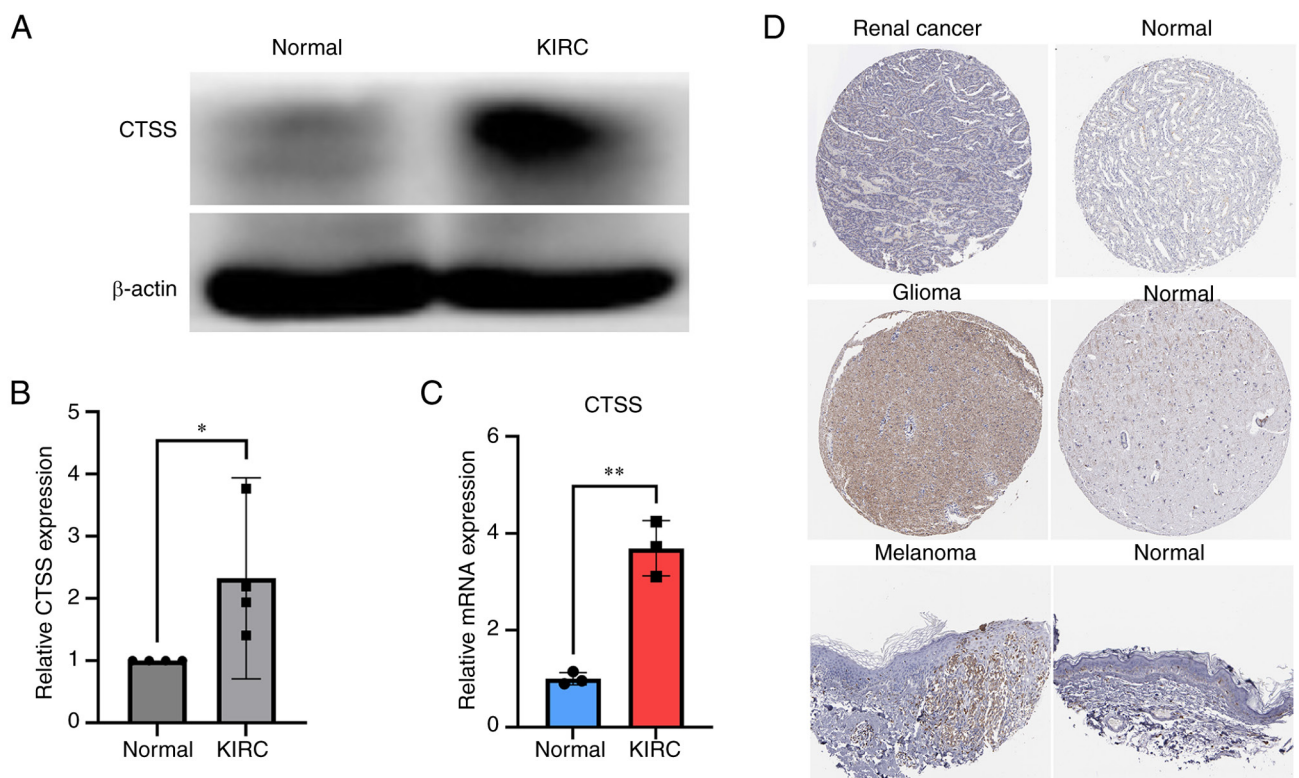 A
Normal KIRC
CTSS
β-actin
B
Relative CTSS expression
5
4
3
2
1
0
*
Normal KIRC
C
CTSS
Relative mRNA expression
6
4
2
0
**
Normal KIRC
D
Renal cancer Normal
Glioma Normal
Melanoma Normal